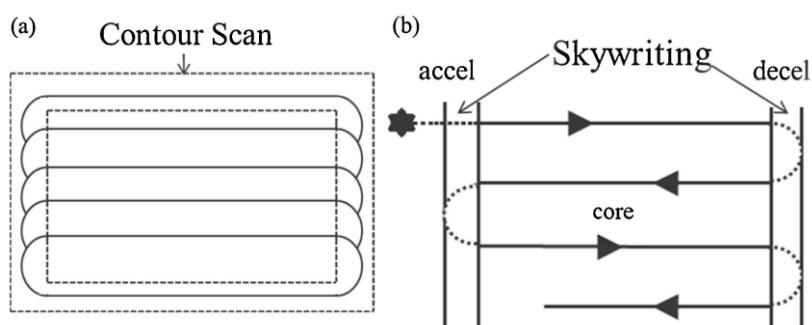 (a)
Contour Scan
(b)
Skywriting
accel
decel
core